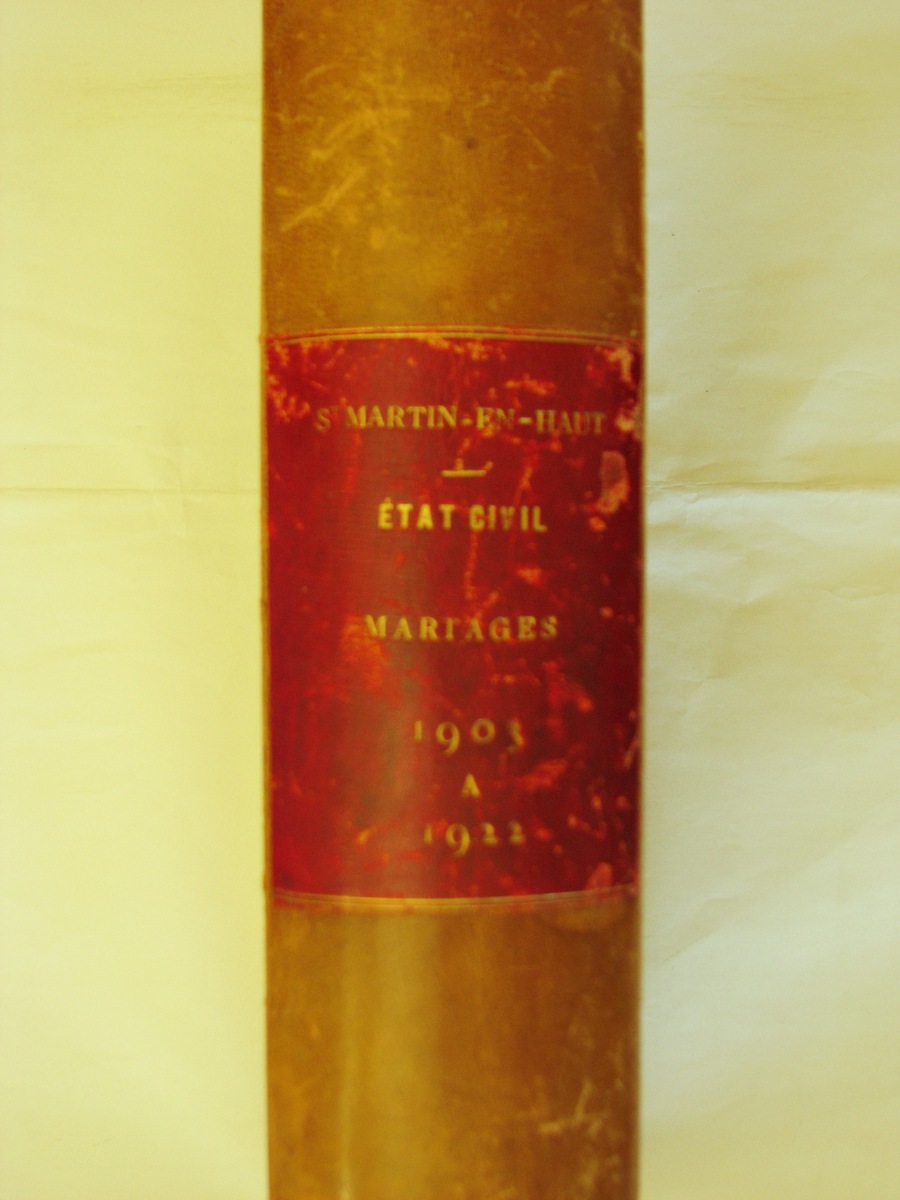 ST MARTIN-EN-HAUT
ÉTAT CIVIL
MARIAGES
1903
A
1922